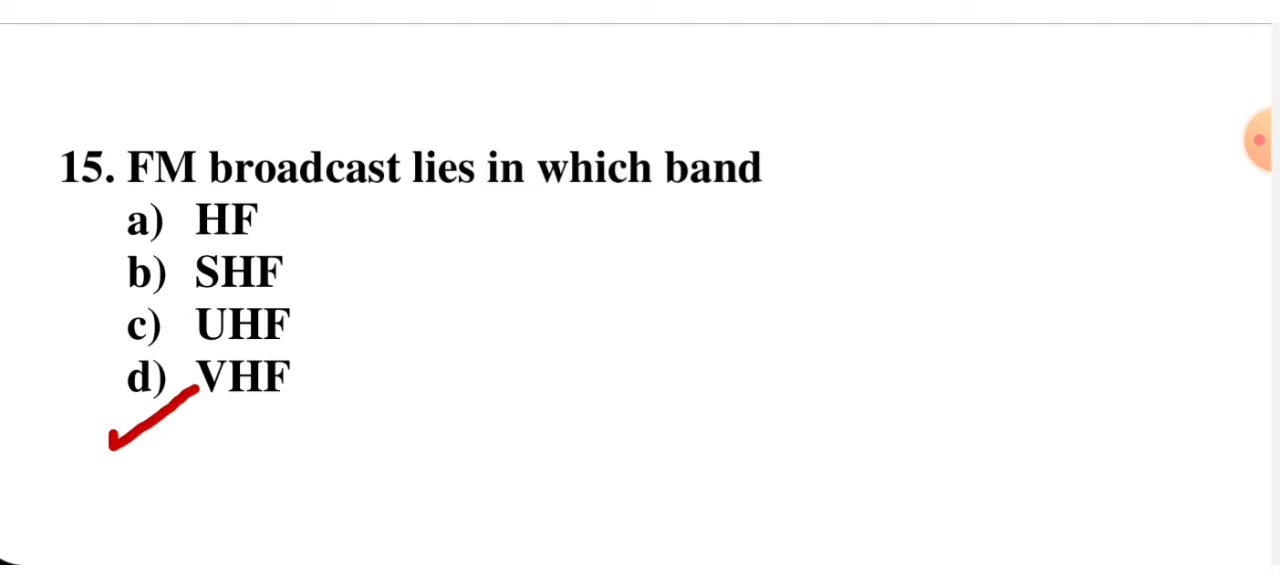 15. FM broadcast lies in which band
a) HF
b) SHF
c) UHF
d) VHF